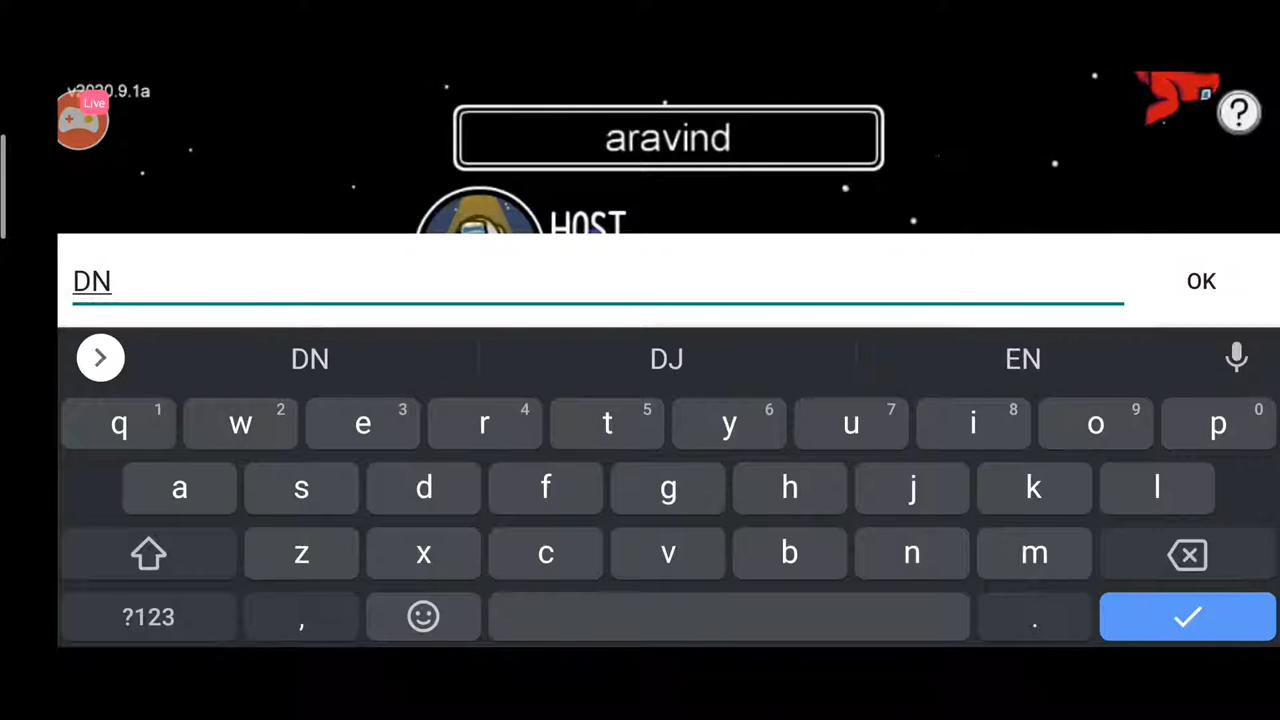 v2020.9.1a
Live
aravind
?
HOST
DN
OK
DN DJ EN
q 1 w 2 e 3 r 4 t 5 y 6 u 7 i 8 o 9 p 0
a s d f g h j k l
z x c v b n m
?123 , .